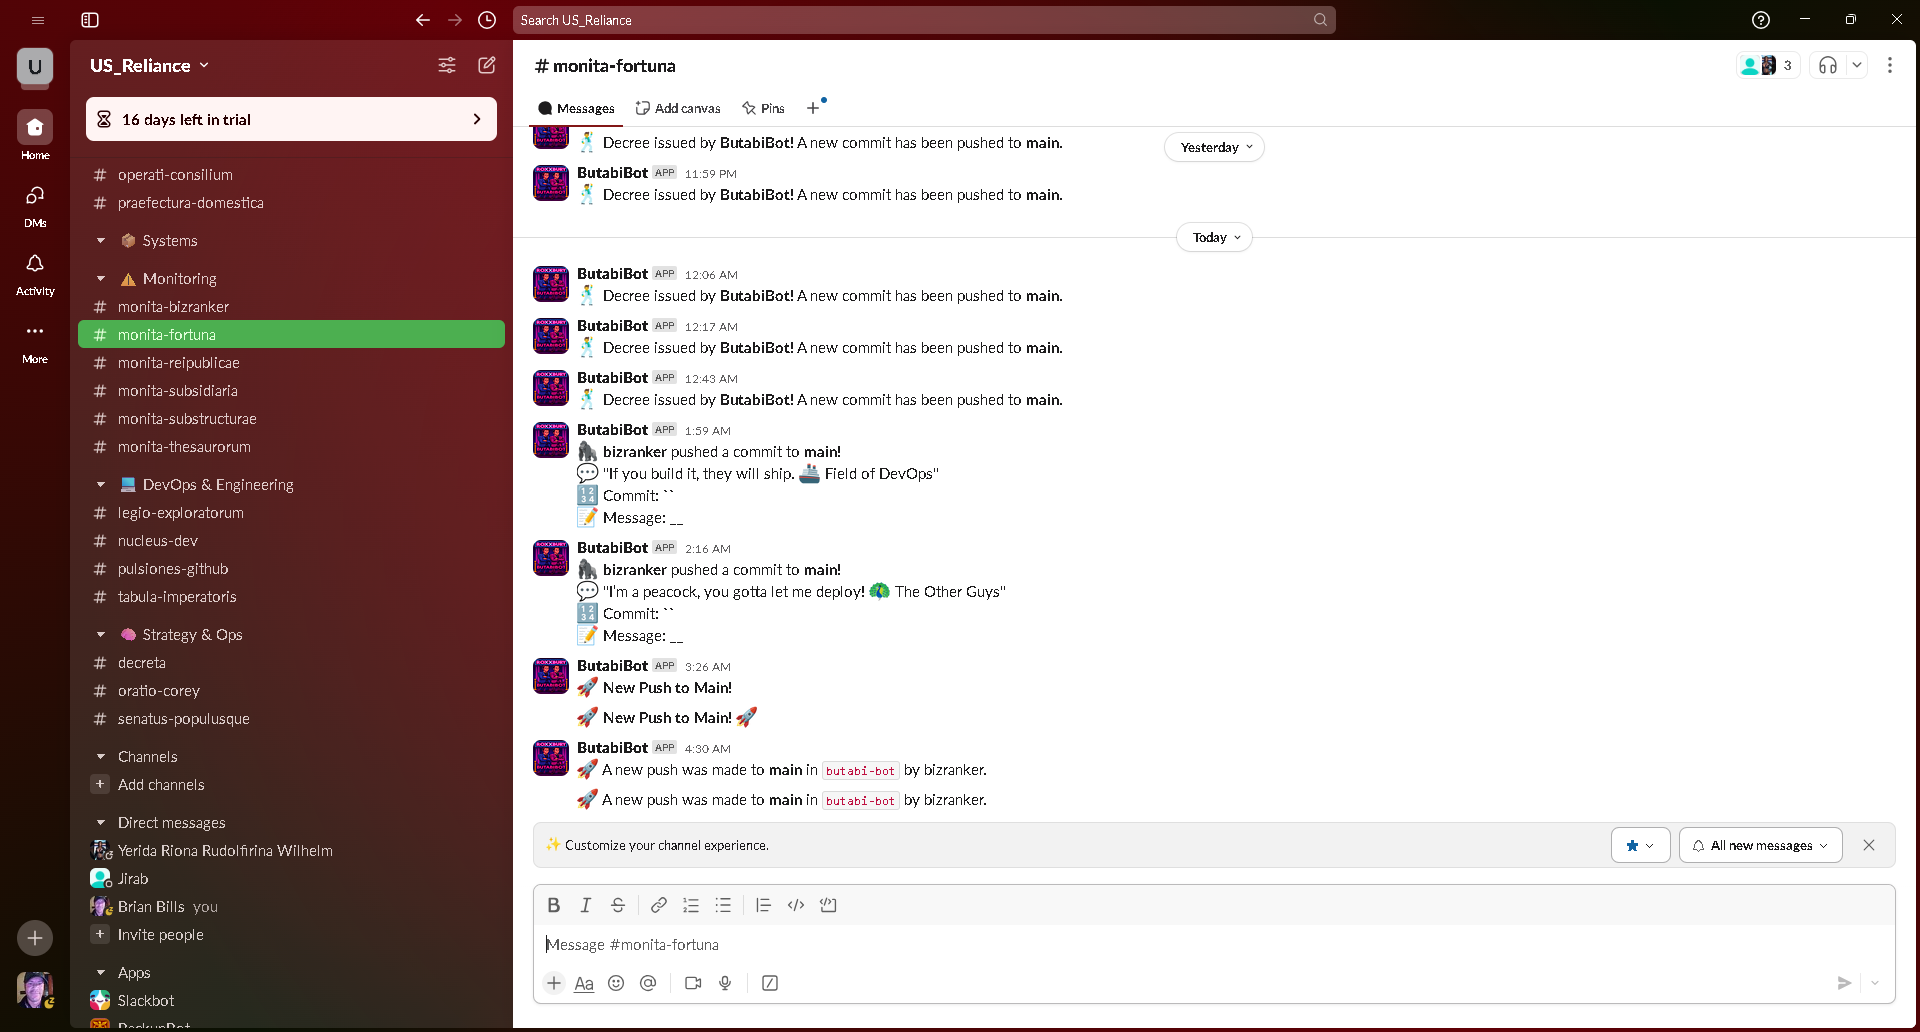 Search US_Reliance
U
Home
DMs
Activity
More
US_Reliance
16 days left in trial
# operati-consilium
# praefectura-domestica
Systems
Monitoring
# monita-bizranker
# monita-fortuna
# monita-reipublicae
# monita-subsidiaria
# monita-substructurae
# monita-thesaurorum
DevOps & Engineering
# legio-exploratorum
# nucleus-dev
# pulsiones-github
# tabula-imperatoris
Strategy & Ops
# decreta
# oratio-corey
# senatus-populusque
Channels
+ Add channels
Direct messages
Yerida Riona Rudolfirina Wilhelm
Jirab
Brian Bills you
+ Invite people
Apps
Slackbot
# monita-fortuna
3
Messages Add canvas Pins +
Decree issued by ButabiBot! A new commit has been pushed to main.
Yesterday
ButabiBot APP 11:59 PM
Decree issued by ButabiBot! A new commit has been pushed to main.
Today
ButabiBot APP 12:06 AM
Decree issued by ButabiBot! A new commit has been pushed to main.
ButabiBot APP 12:17 AM
Decree issued by ButabiBot! A new commit has been pushed to main.
ButabiBot APP 12:43 AM
Decree issued by ButabiBot! A new commit has been pushed to main.
ButabiBot APP 1:59 AM
bizranker pushed a commit to main!
"If you build it, they will ship. 🚢 Field of DevOps"
🔢 Commit: ``
Message: __
ButabiBot APP 2:16 AM
bizranker pushed a commit to main!
"I'm a peacock, you gotta let me deploy! 🦚 The Other Guys"
🔢 Commit: ``
Message: __
ButabiBot APP 3:26 AM
🚀 New Push to Main!
🚀 New Push to Main! 🚀
ButabiBot APP 4:30 AM
🚀 A new push was made to main in butabi-bot by bizranker.
🚀 A new push was made to main in butabi-bot by bizranker.
✨ Customize your channel experience.
All new messages
B I S
Message #monita-fortuna
+ Aa @